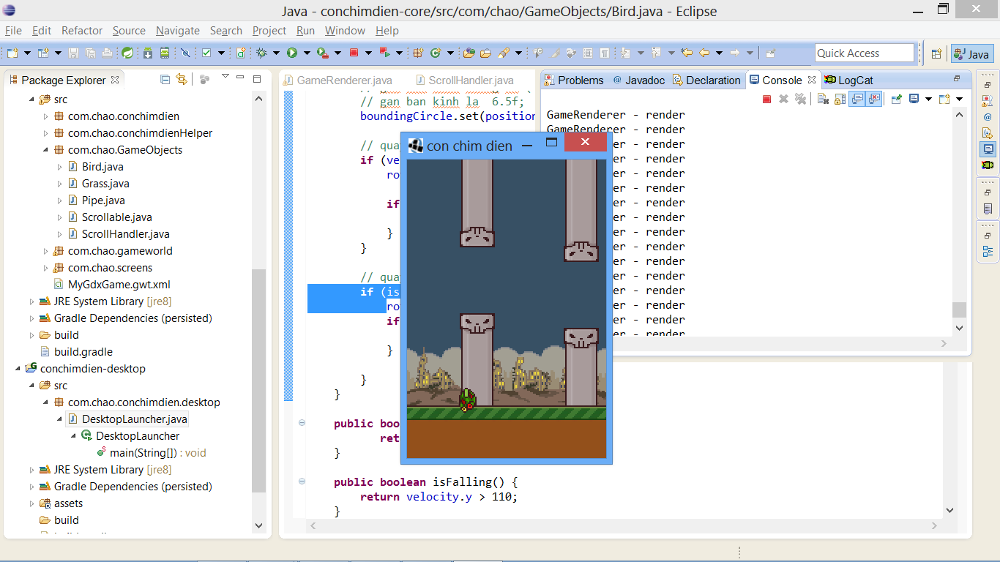 Java - conchimdien-core/src/com/chao/GameObjects/Bird.java - Eclipse
File Edit Refactor Source Navigate Search Project Run Window Help
Quick Access
Java
Package Explorer
src
com.chao.conchimdien
com.chao.conchimdienHelper
com.chao.GameObjects
Bird.java
Grass.java
Pipe.java
Scrollable.java
ScrollHandler.java
com.chao.gameworld
com.chao.screens
MyGdxGame.gwt.xml
JRE System Library [jre8]
Gradle Dependencies (persisted)
build
build.gradle
conchimdien-desktop
src
com.chao.conchimdien.desktop
DesktopLauncher.java
DesktopLauncher
main(String[]) : void
JRE System Library [jre8]
Gradle Dependencies (persisted)
assets
build
GameRenderer.java ScrollHandler.java
// gan ban kinh la 6.5f;
boundingCircle.set(position
// qua
if (ve
ro
if
}
}
// qua
if (is
ro
if
}
}
}
public boo
ret
}
public boolean isFalling() {
return velocity.y > 110;
}
Problems Javadoc Declaration Console LogCat
GameRenderer - render
GameRenderer - render
er - render
er - render
er - render
er - render
er - render
er - render
er - render
er - render
er - render
er - render
er - render
er - render
er - render
er - render
con chim dien